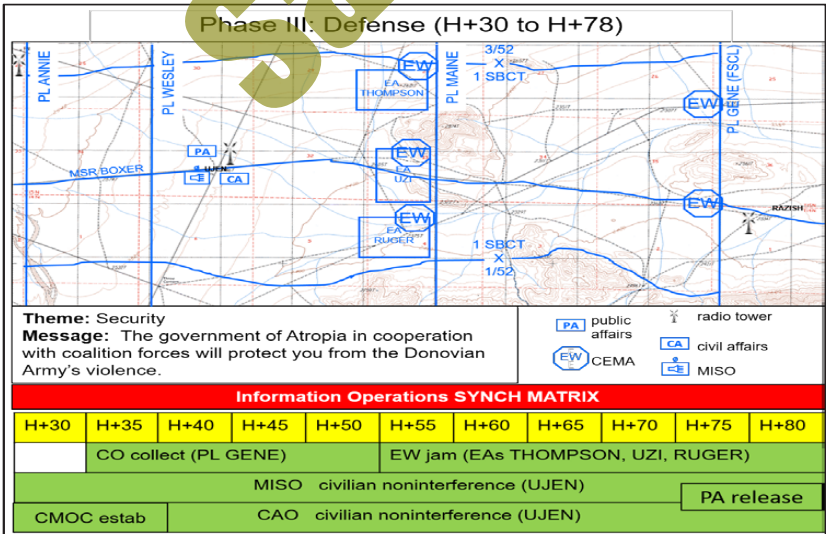 Phase III: Defense (H+30 to H+78)
PL ANNIE
PL WESLEY
PL MAINE
PL GENE (FSCL)
3/52
X
1 SBCT
EW
EA
THOMPSON
EW
PA
UJEN
CA
MSR BOXER
EW
EA
UZI
EW
RAZISH
EW
EA
RUGER
1 SBCT
X
1/52
Theme: Security
Message: The government of Atropia in cooperation
with coalition forces will protect you from the Donovian
Army's violence.
PA public
affairs
radio tower
EW CEMA
CA civil affairs
MISO
Information Operations SYNCH MATRIX
H+30 H+35 H+40 H+45 H+50 H+55 H+60 H+65 H+70 H+75 H+80
CO collect (PL GENE) EW jam (EAs THOMPSON, UZI, RUGER)
MISO civilian noninterference (UJEN)
PA release
CMOC estab CAO civilian noninterference (UJEN)